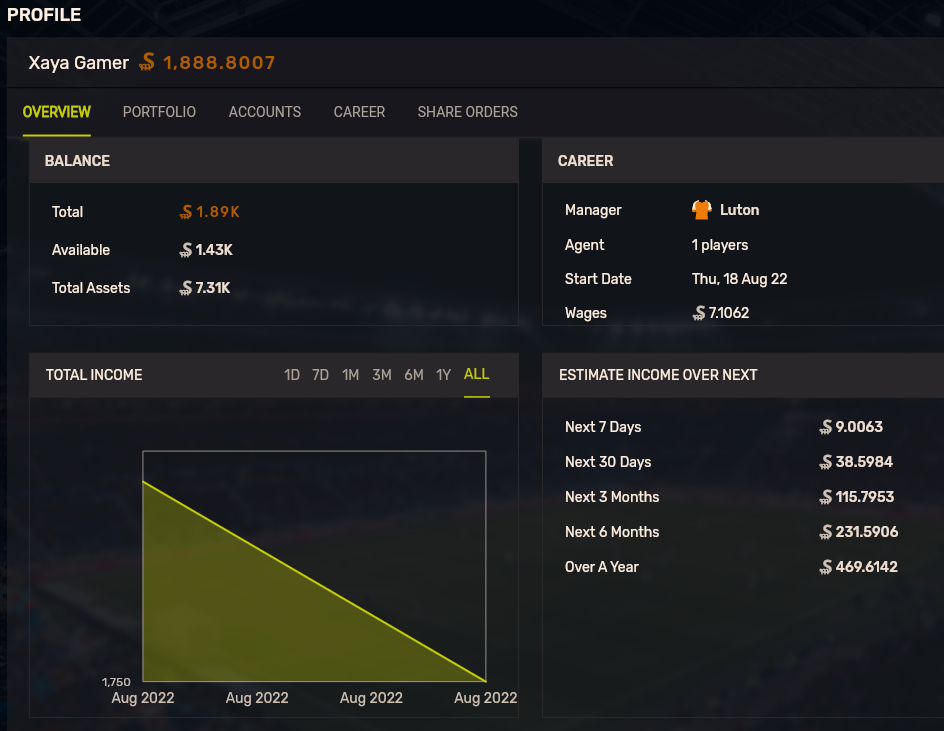 PROFILE
Xaya Gamer 1,888.8007
OVERVIEW PORTFOLIO ACCOUNTS CAREER SHARE ORDERS
BALANCE
Total 1.89K
Available 1.43K
Total Assets 7.31K
CAREER
Manager Luton
Agent 1 players
Start Date Thu, 18 Aug 22
Wages 7.1062
TOTAL INCOME 1D 7D 1M 3M 6M 1Y ALL
1,750
Aug 2022 Aug 2022 Aug 2022 Aug 2022
ESTIMATE INCOME OVER NEXT
Next 7 Days 9.0063
Next 30 Days 38.5984
Next 3 Months 115.7953
Next 6 Months 231.5906
Over A Year 469.6142